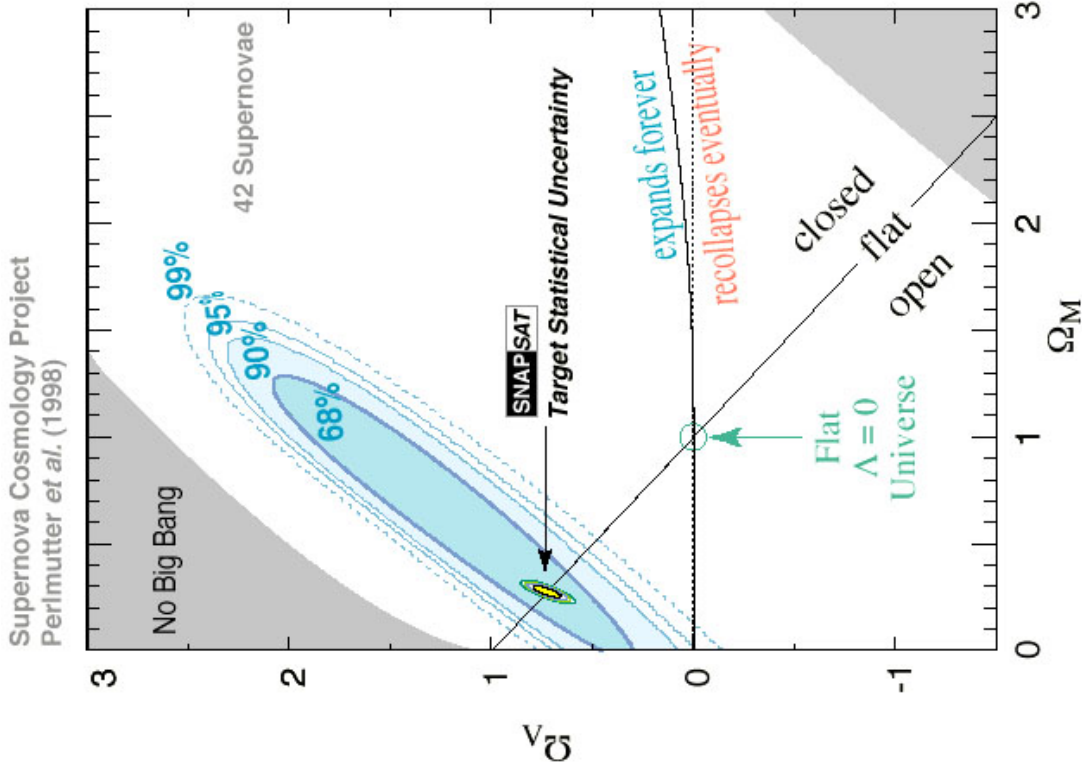 Supernova Cosmology Project
Perlmutter et al. (1998)
3
2
1
0
-1
ΩΛ
No Big Bang
42 Supernovae
99%
95%
90%
68%
SNAPSAT
Target Statistical Uncertainty
expands forever
recollapses eventually
closed
flat
open
Flat
Λ = 0
Universe
0
1
2
3
ΩM